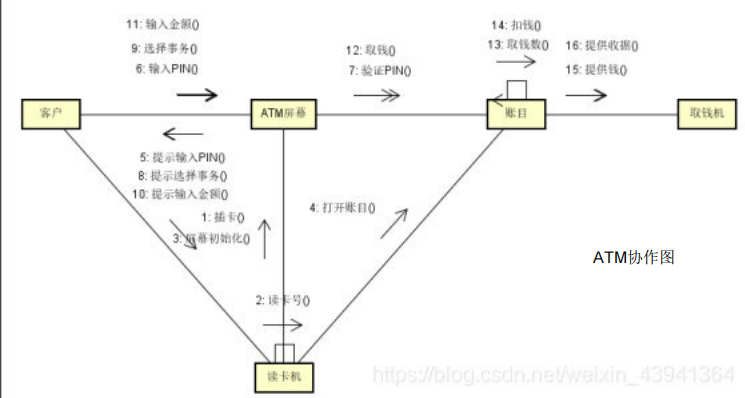 11: 输入金额()
14: 扣钱()
9: 选择事务()
12: 取钱()
13: 取钱数()
16: 提供收据()
6: 输入PIN()
7: 验证PIN()
15: 提供钱()
客户
ATM屏幕
账目
取钱机
5: 提示输入PIN()
8: 提示选择事务()
10: 提示输入金额()
1: 插卡()
4: 打开账目()
3: 屏幕初始化()
ATM协作图
2: 读卡号()
读卡机
https://blog.csdn.net/weixin_43941364